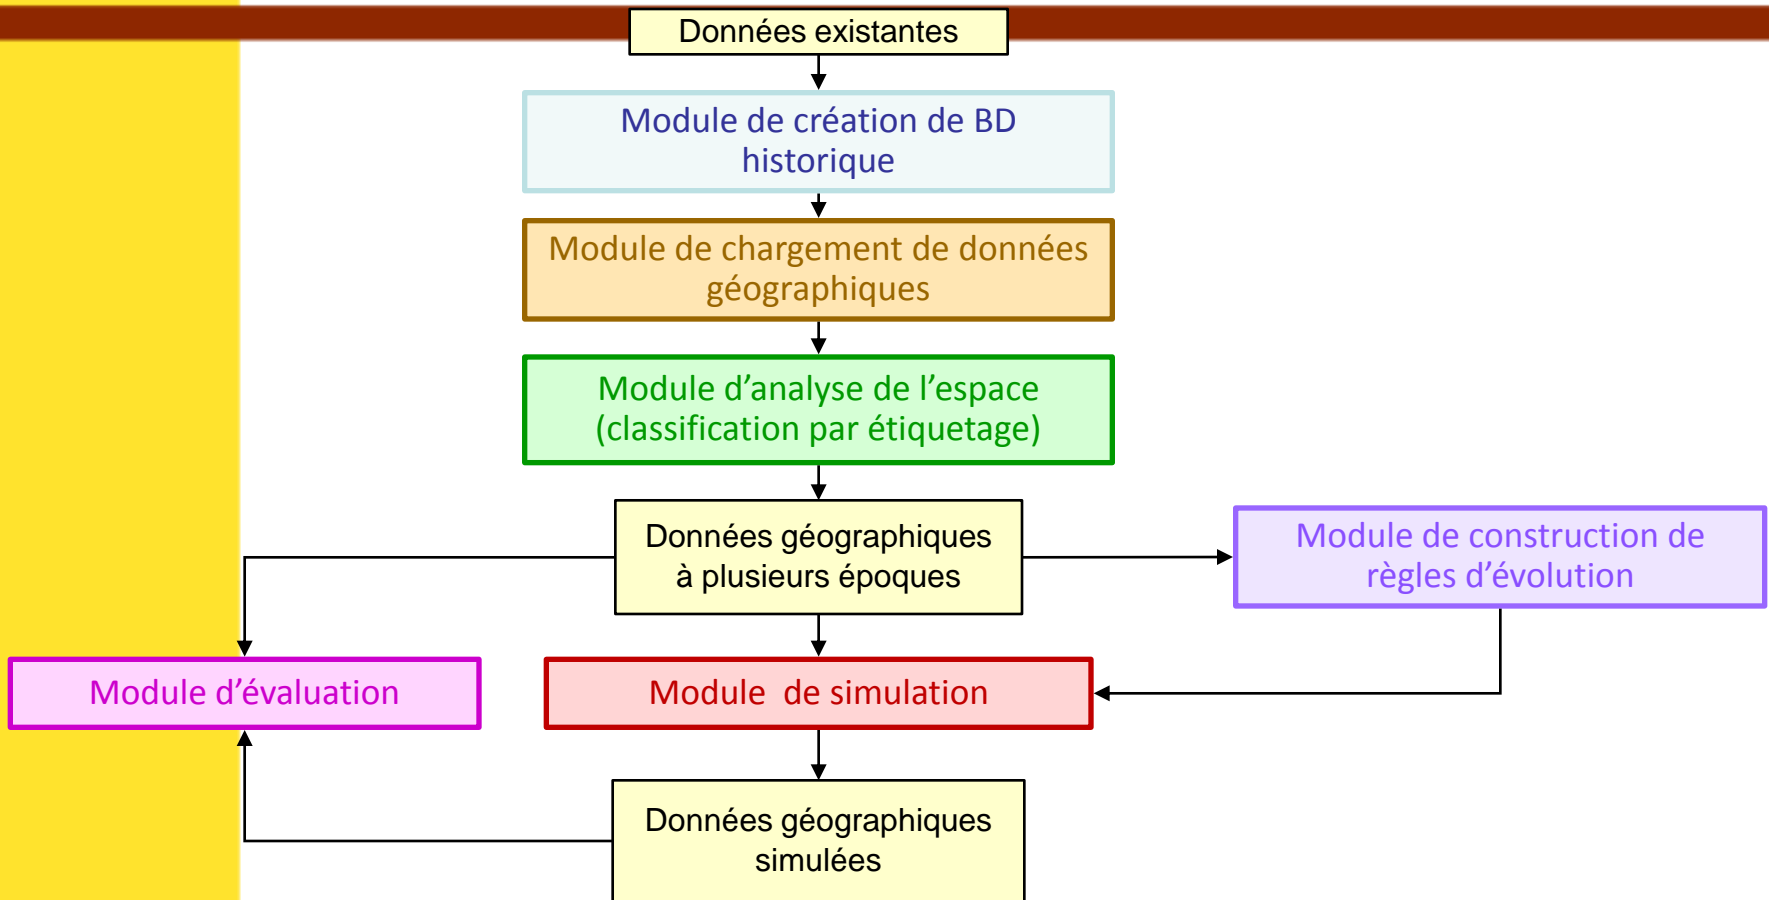 Données existantes
Module de création de BD
historique
Module de chargement de données
géographiques
Module d’analyse de l’espace
(classification par étiquetage)
Données géographiques
à plusieurs époques
Module de construction de
règles d’évolution
Module d’évaluation
Module de simulation
Données géographiques
simulées